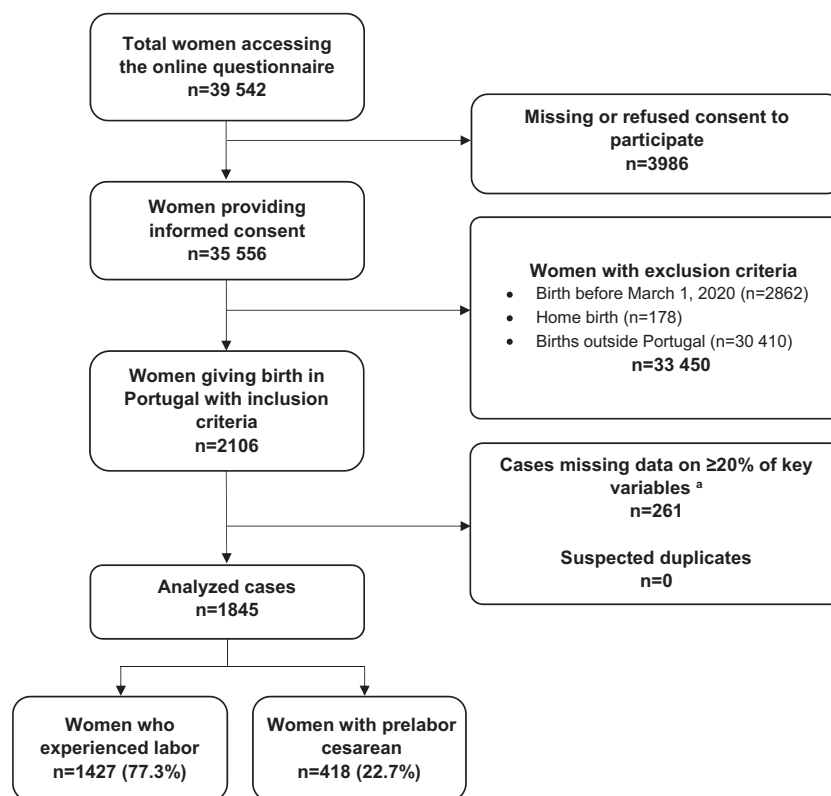 Total women accessing
the online questionnaire
n=39 542
Missing or refused consent to
participate
n=3986
Women providing
informed consent
n=35 556
Women with exclusion criteria
• Birth before March 1, 2020 (n=2862)
• Home birth (n=178)
• Births outside Portugal (n=30 410)
n=33 450
Women giving birth in
Portugal with inclusion
criteria
n=2106
Cases missing data on ≥20% of key
variables ª
n=261
Suspected duplicates
n=0
Analyzed cases
n=1845
Women who
experienced labor
n=1427 (77.3%)
Women with prelabor
cesarean
n=418 (22.7%)